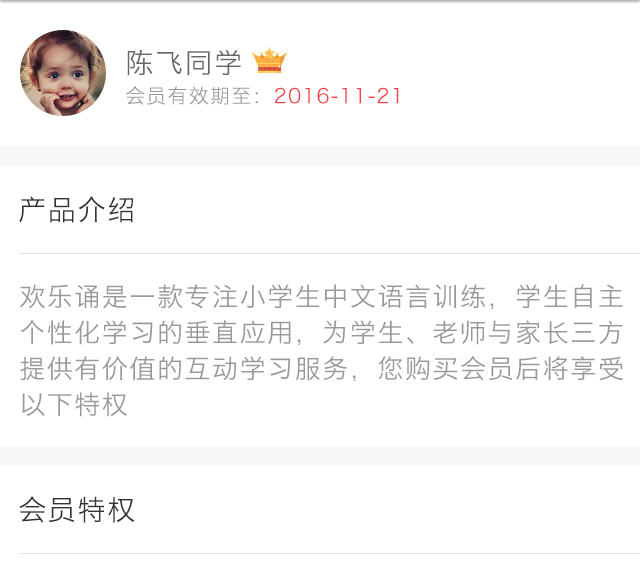 陈飞同学
会员有效期至：2016-11-21
产品介绍
欢乐诵是一款专注小学生中文语言训练，学生自主
个性化学习的垂直应用，为学生、老师与家长三方
提供有价值的互动学习服务，您购买会员后将享受
以下特权
会员特权